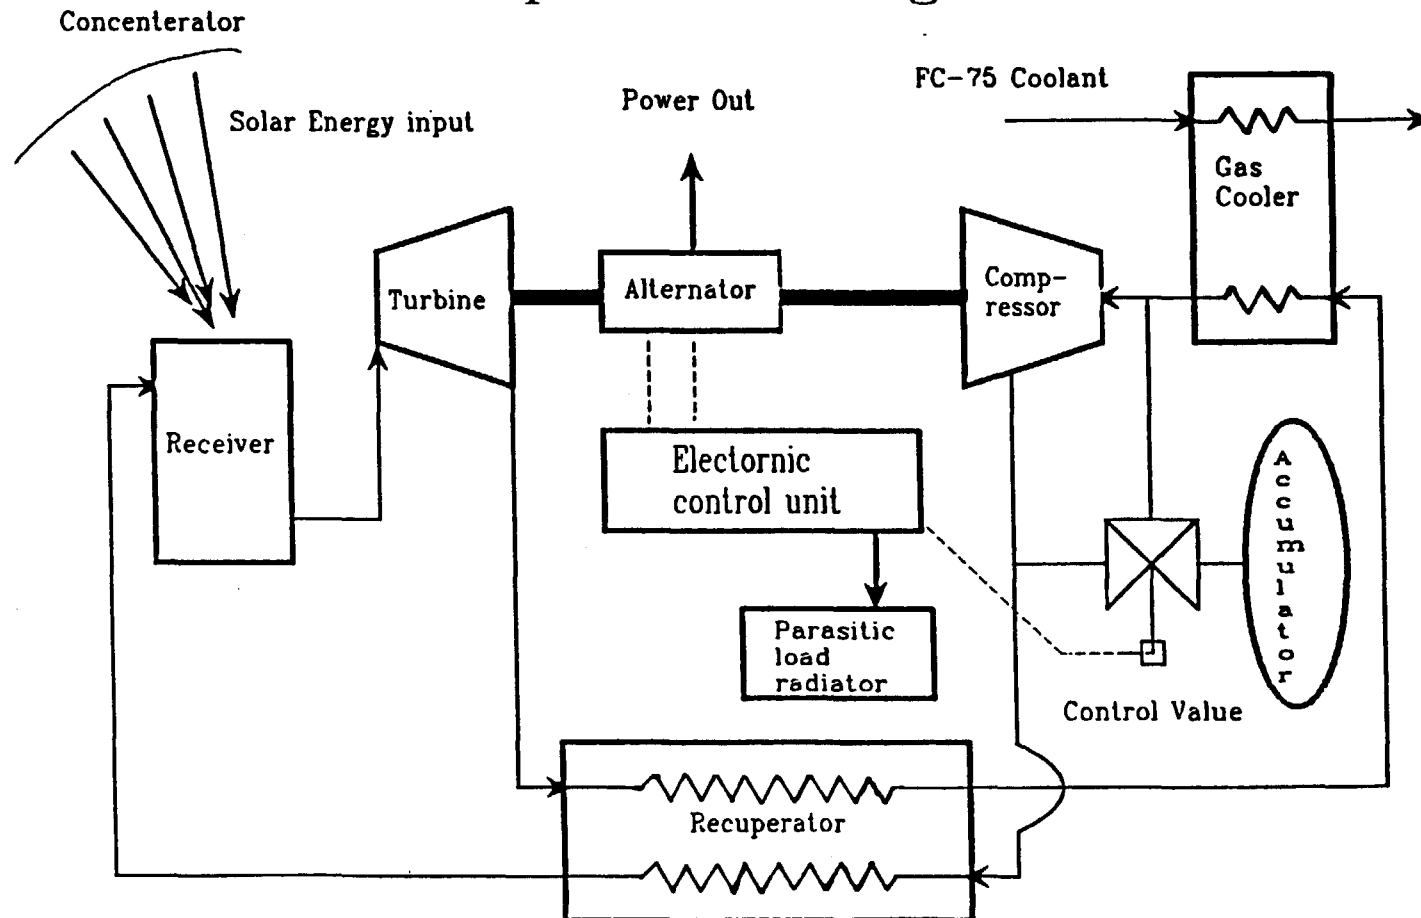 Concenterator
Solar Energy input
Power Out
FC-75 Coolant
Gas
Cooler
Turbine
Alternator
Comp-
ressor
Receiver
Electornic
control unit
Accumulator
Parasitic
load
radiator
Control Value
Recuperator